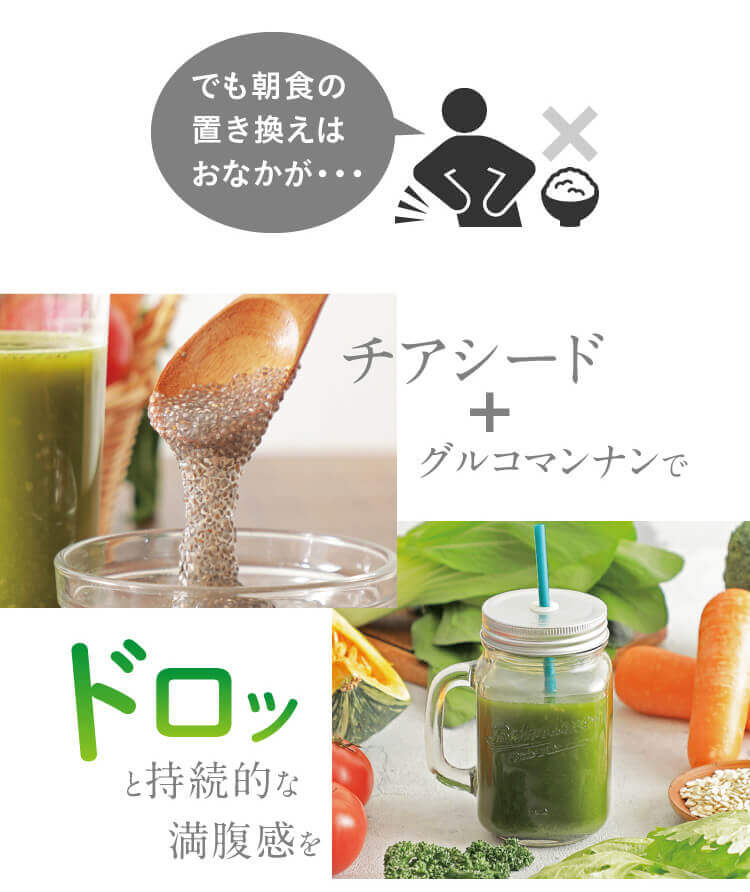 でも朝食の
置き換えは
おなかが・・・
チアシード
+
グルコマンナンで
ドロッ
と持続的な
満腹感を